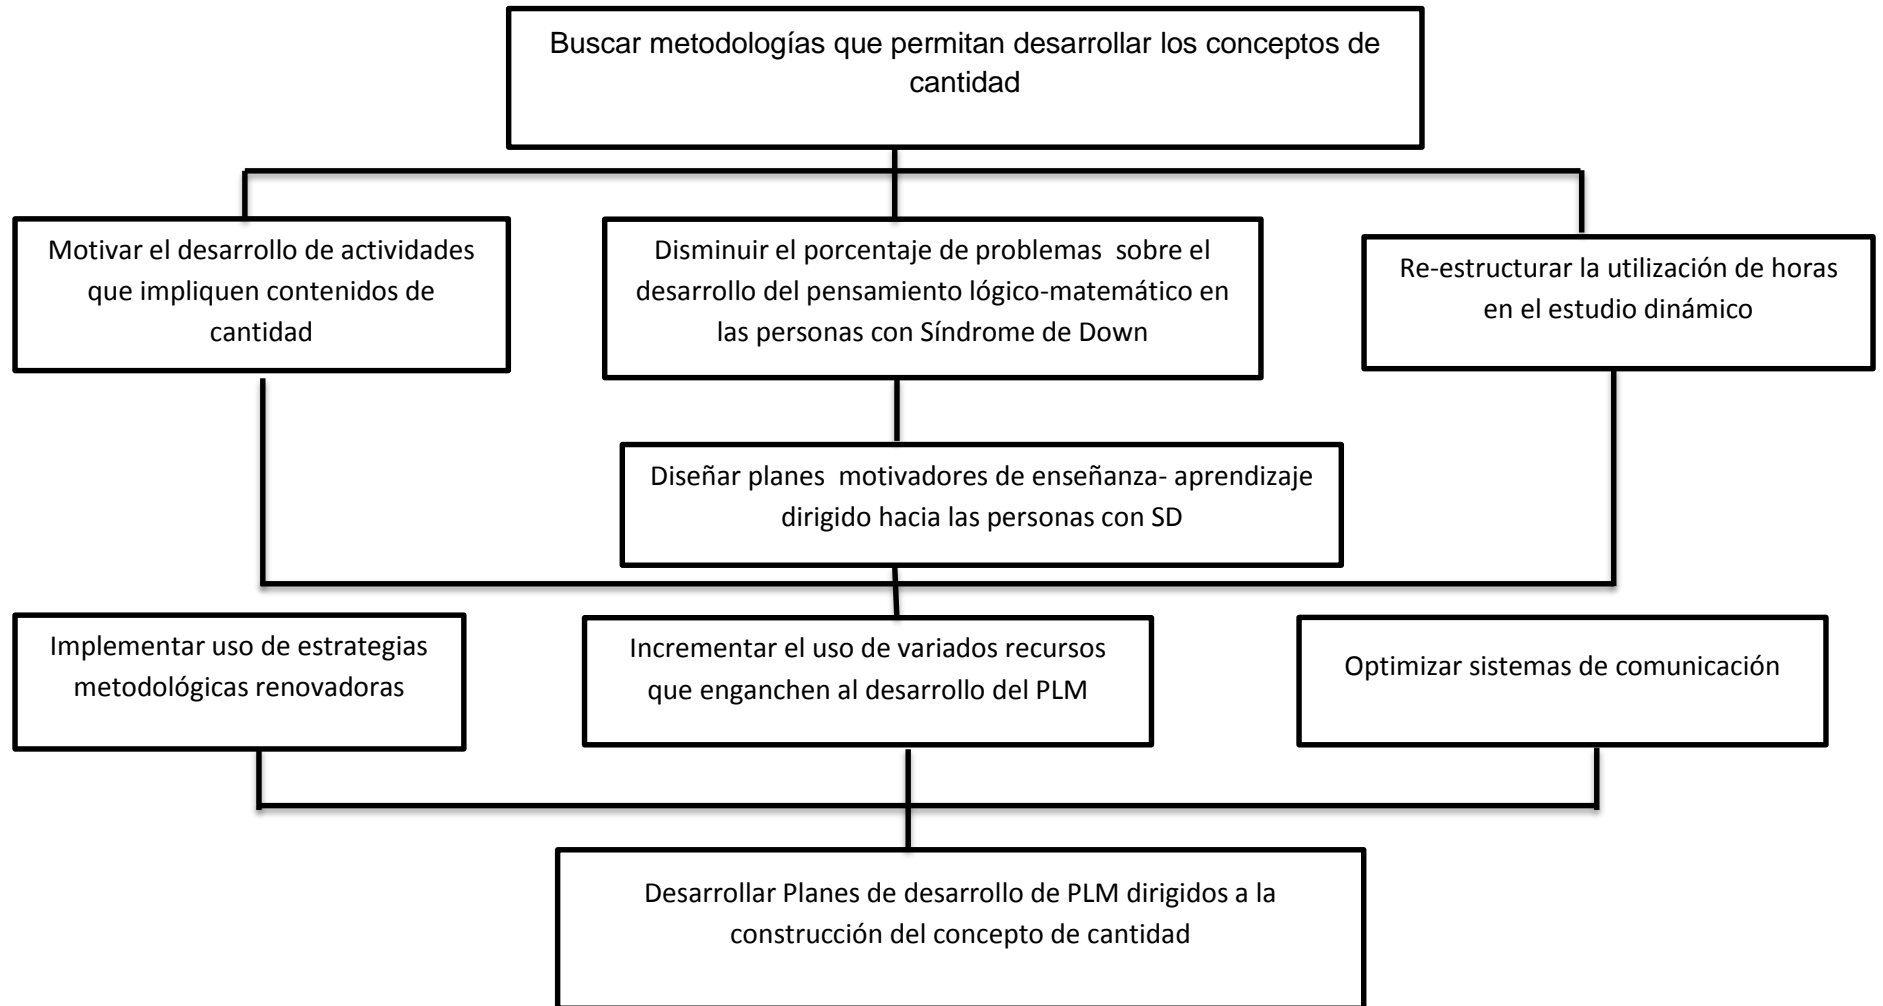 Buscar metodologías que permitan desarrollar los conceptos de
cantidad
Motivar el desarrollo de actividades
que impliquen contenidos de
cantidad
Disminuir el porcentaje de problemas sobre el
desarrollo del pensamiento lógico-matemático en
las personas con Síndrome de Down
Re-estructurar la utilización de horas
en el estudio dinámico
Diseñar planes motivadores de enseñanza- aprendizaje
dirigido hacia las personas con SD
Implementar uso de estrategias
metodológicas renovadoras
Incrementar el uso de variados recursos
que enganchen al desarrollo del PLM
Optimizar sistemas de comunicación
Desarrollar Planes de desarrollo de PLM dirigidos a la
construcción del concepto de cantidad